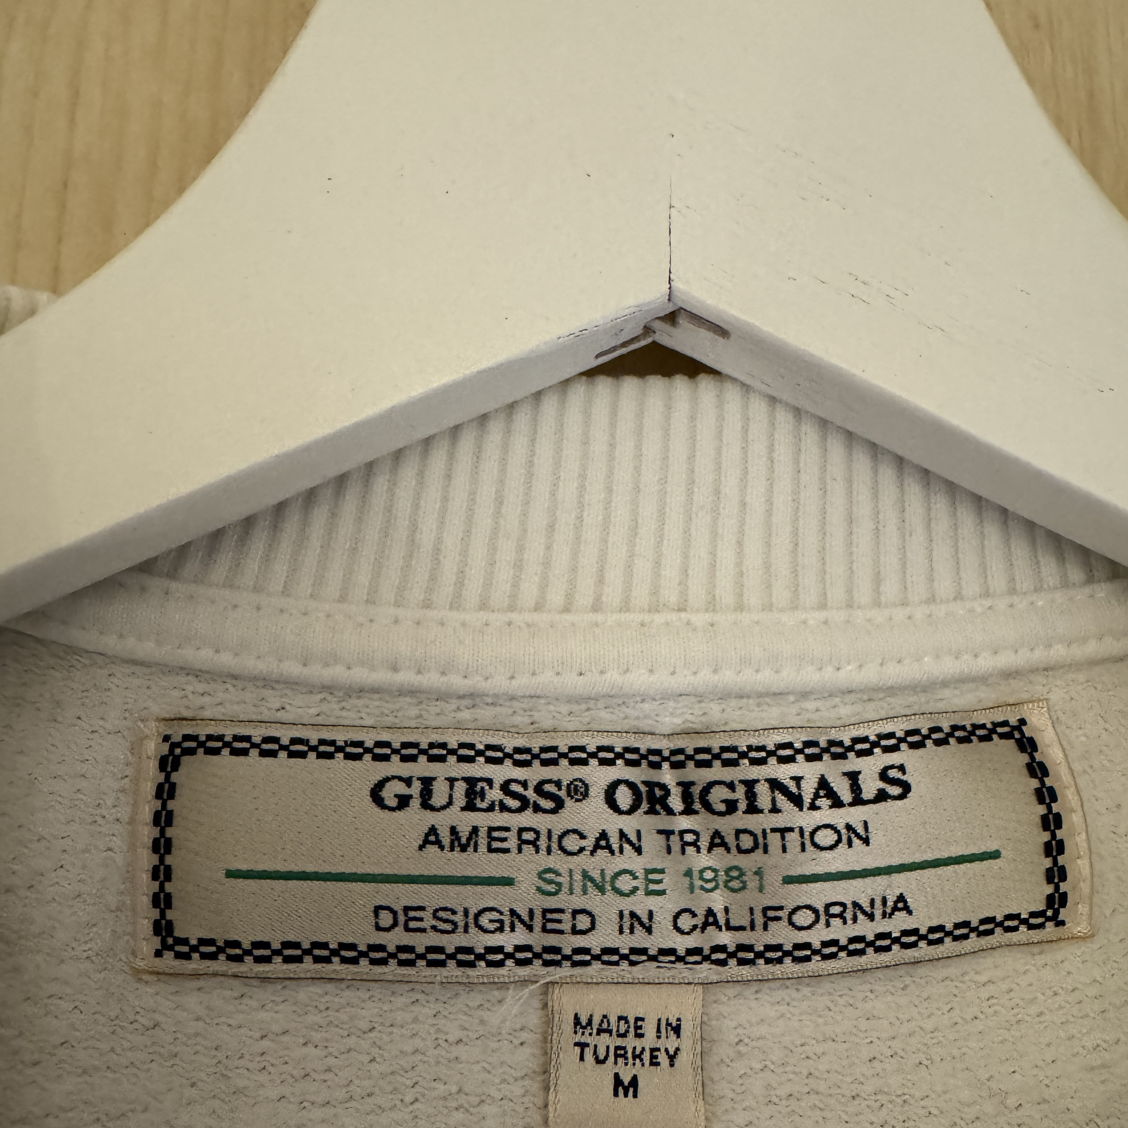 GUESS® ORIGINALS
AMERICAN TRADITION
SINCE 1981
DESIGNED IN CALIFORNIA
MADE IN
TURKEY
M